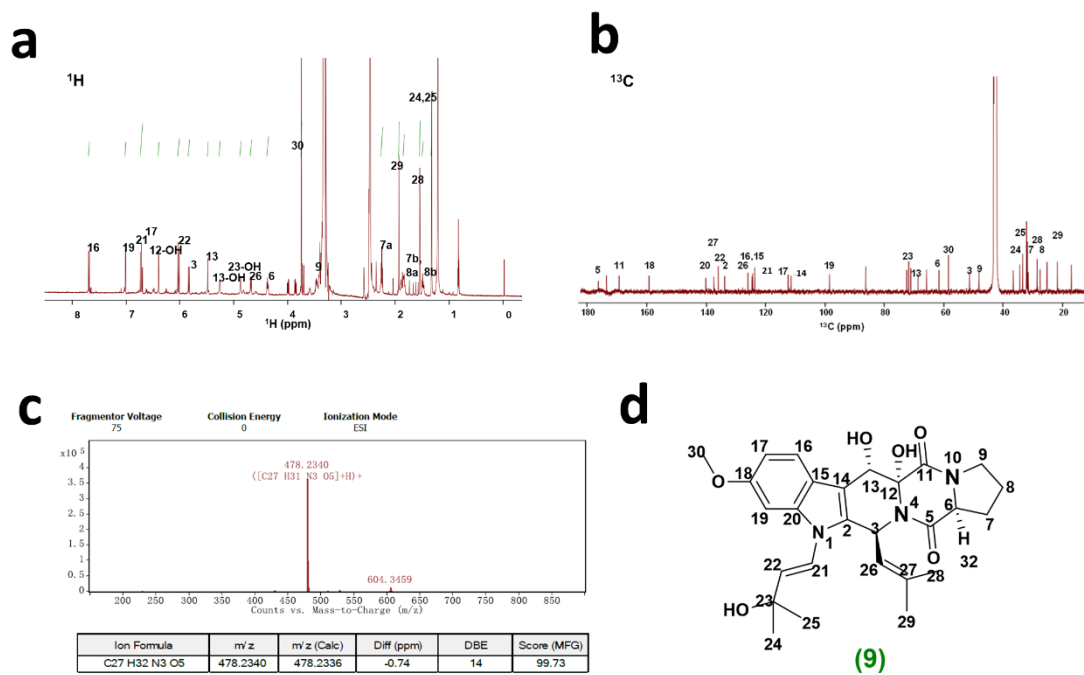 a
¹H
30
24,25
29
28
7a
7b,
8a
8b
16
19
21
17
12-OH
22
3
13
13-OH
23-OH
26
6
9
8 7 6 5 4 3 2 1 0
¹H (ppm)
b
¹³C
5
11
18
20
27
22
2
26
16,
15
21
17
14
19
23
13
6
30
3
9
24
25
7
28
8
29
180 160 140 120 100 80 60 40 20
¹³C (ppm)
c
Fragmentor Voltage Collision Energy Ionization Mode
75 0 ESI
x10 5
4
3
2
1
0.5
0
478.2340
([C27 H31 N3 O5]+H)+
604.3459
200 250 300 350 400 450 500 550 600 650 700 750 800 850
Counts vs. Mass-to-Charge (m/z)
Ion Formula m/z m/z (Calc) Diff (ppm) DBE Score (MFG)
C27 H32 N3 O5 478.2340 478.2336 -0.74 14 99.73
d
30
O
17
16
18
15
14
19
20
N
1
2
HO
13
OH
12
O
11
10
N
9
8
7
6
N
4
5
O
3
H
32
26
27
28
29
22
21
23
HO
25
24
(9)